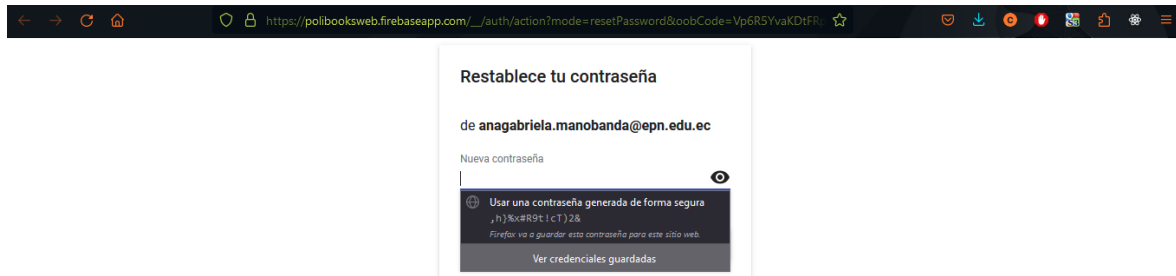 https://polibooksweb.firebaseapp.com/__/auth/action?mode=resetPassword&oobCode=Vp6R5YvaKDtFR
Restablece tu contraseña
de anagabriela.manobanda@epn.edu.ec
Nueva contraseña
Usar una contraseña generada de forma segura
,h}%x#R9t!cT)2&
Firefox va a guardar esta contraseña para este sitio web.
Ver credenciales guardadas